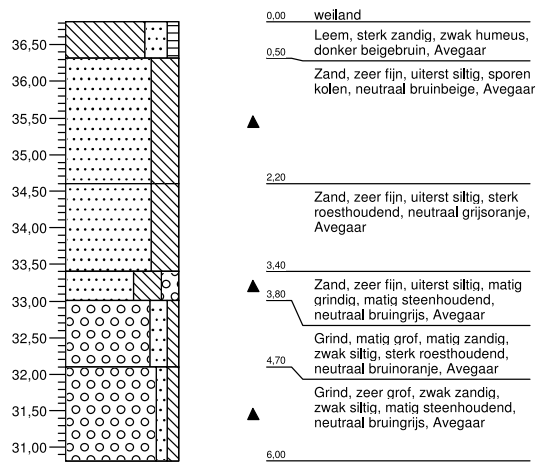 0,00 weiland
36,50
Leem, sterk zandig, zwak humeus,
donker beigebruin, Avegaar
0,50
36,00
Zand, zeer fijn, uiterst siltig, sporen
kolen, neutraal bruinbeige, Avegaar
35,50
35,00
2,20
34,50
Zand, zeer fijn, uiterst siltig, sterk
roesthoudend, neutraal grijsoranje,
Avegaar
34,00
33,50
3,40
Zand, zeer fijn, uiterst siltig, matig
grindig, matig steenhoudend,
neutraal bruingrijs, Avegaar
33,00
3,80
32,50
Grind, matig grof, matig zandig,
zwak siltig, sterk roesthoudend,
neutraal bruinoranje, Avegaar
4,70
32,00
Grind, zeer grof, zwak zandig,
zwak siltig, matig steenhoudend,
neutraal bruingrijs, Avegaar
31,50
31,00
6,00